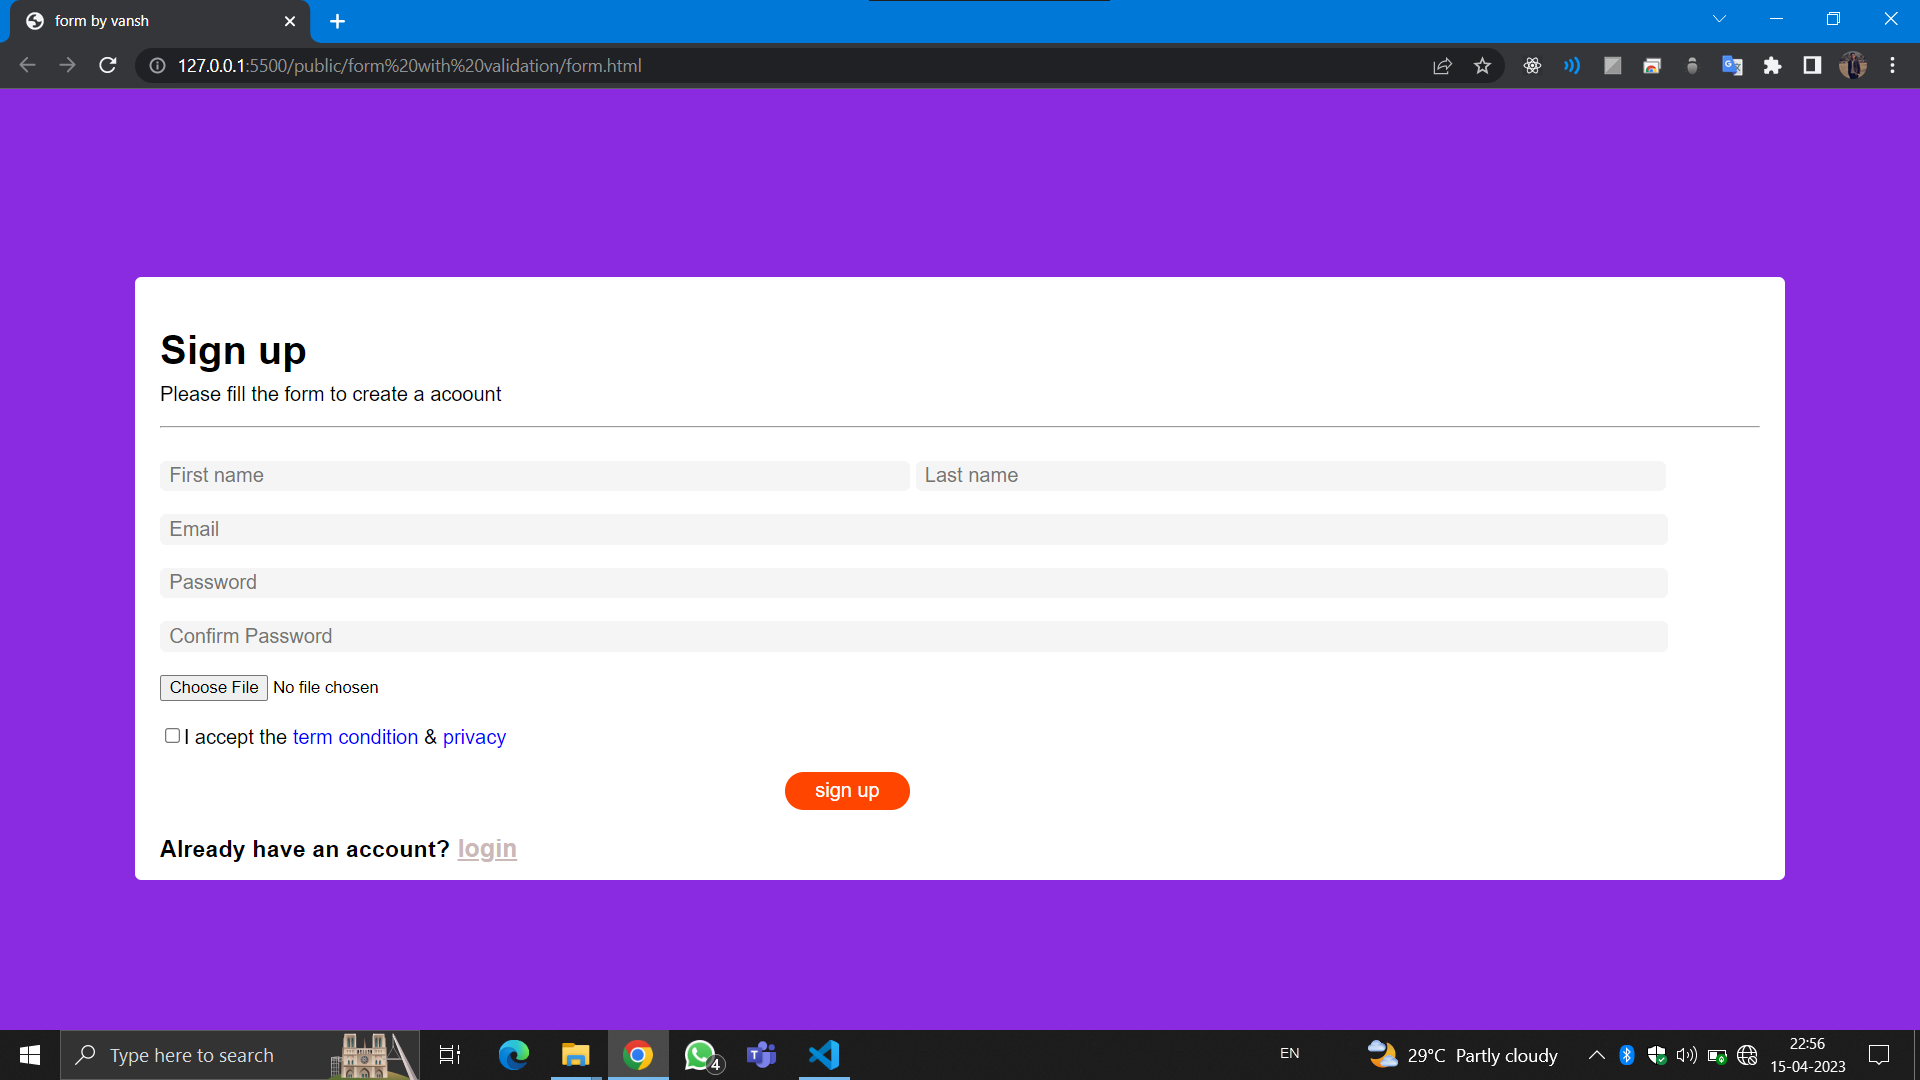 form by vansh
127.0.0.1:5500/public/form%20with%20validation/form.html
Sign up
Please fill the form to create a acoount
First name Last name
Email
Password
Confirm Password
Choose File No file chosen
I accept the term condition & privacy
sign up
Already have an account? login
Type here to search
4
EN
29°C Partly cloudy
22:56
15-04-2023